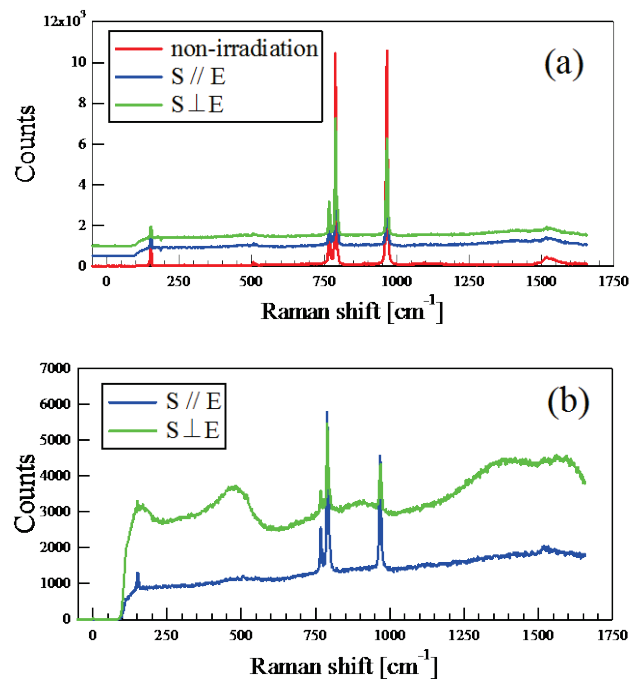 12×10³
non-irradiation
S // E
S⊥E
(a)
10
8
6
4
2
0
Counts
0 250 500 750 1000 1250 1500 1750
Raman shift [cm⁻¹]
7000
S // E
S⊥E
(b)
6000
5000
4000
3000
2000
1000
0
Counts
0 250 500 750 1000 1250 1500 1750
Raman shift [cm⁻¹]